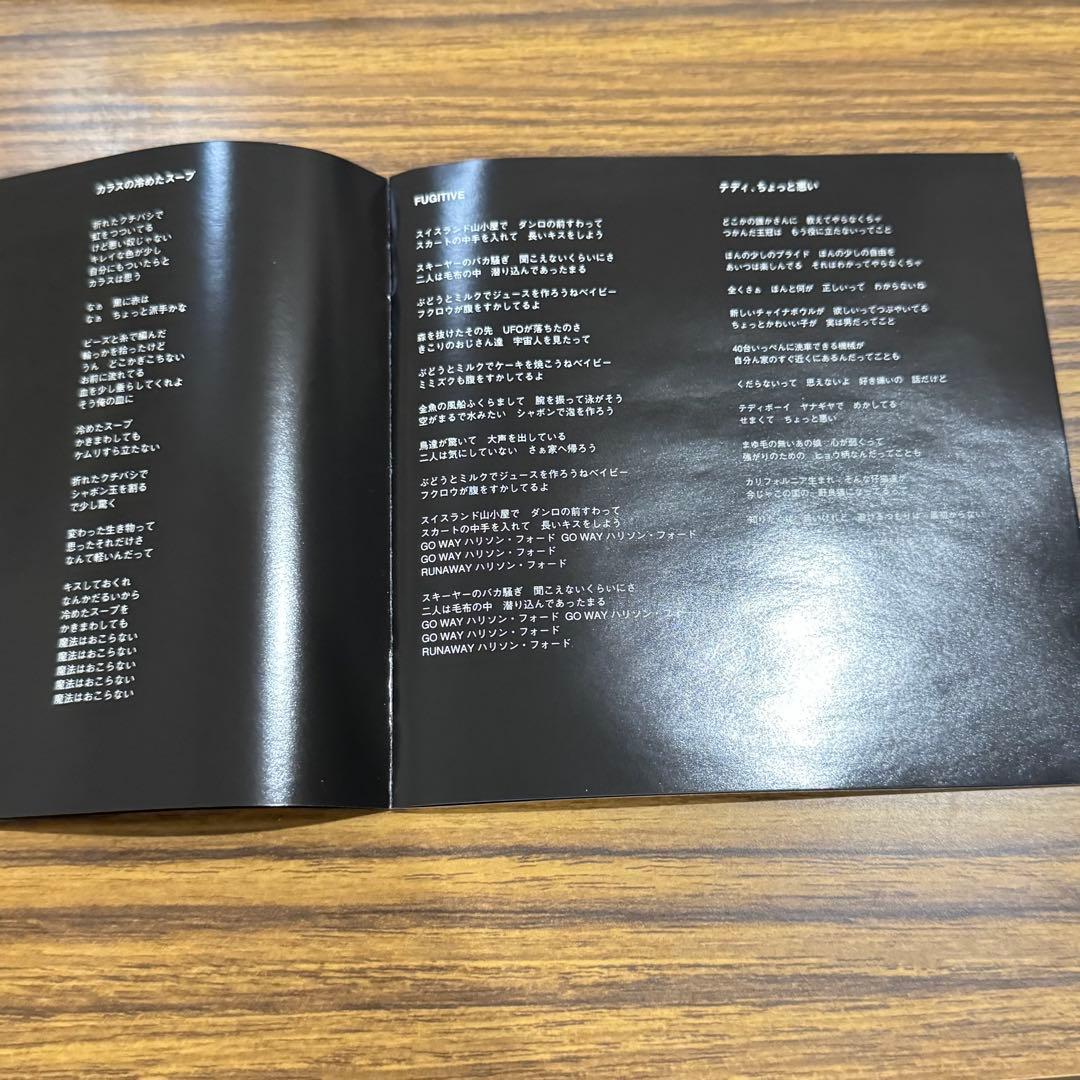 カラスの冷めたスープ
折れたクチバシで
虹をつついてる
けど悪い奴じゃない
キレイな色が少し
自分にもついたらと
カラスは思う
なぁ 黒に赤は
なぁ ちょっと派手かな
ビーズと糸で編んだ
輪っかを拾ったけど
うん どこかぎこちない
お前に流れてる
血を少し垂らしてくれよ
そう俺の皿に
冷めたスープ
かきまわしても
ケムリすら立たない
折れたクチバシで
シャボン玉を割る
で少し驚く
変わった生き物って
思ったそれだけさ
なんて軽いんだって
キスしておくれ
なんかだるいから
冷めたスープを
かきまわしても
魔法はおこらない
魔法はおこらない
魔法はおこらない
魔法はおこらない
魔法はおこらない
FUGITIVE
スイスランド山小屋で ダンロの前すわって
スカートの中手を入れて 長いキスをしよう
スキーヤーのバカ騒ぎ 聞こえないくらいにさ
二人は毛布の中 潜り込んであったまる
ぶどうとミルクでジュースを作ろうねベイビー
フクロウが腹をすかしてるよ
森を抜けたその先 UFOが落ちたのさ
きこりのおじさん達 宇宙人を見たって
ぶどうとミルクでケーキを焼こうねベイビー
ミミズクも腹をすかしてるよ
金魚の風船ふくらまして 腕を振って泳がそう
空がまるで水みたい シャボンで泡を作ろう
鳥達が驚いて 大声を出している
二人は気にしていない さぁ家へ帰ろう
ぶどうとミルクでジュースを作ろうねベイビー
フクロウが腹をすかしてるよ
スイスランド山小屋で ダンロの前すわって
スカートの中手を入れて 長いキスをしよう
GO WAY ハリソン・フォード GO WAY ハリソン・フォード
GO WAY ハリソン・フォード
RUNAWAY ハリソン・フォード
スキーヤーのバカ騒ぎ 聞こえないくらいにさ
二人は毛布の中 潜り込んであったまる
GO WAY ハリソン・フォード GO WAY ハリソン・フォード
GO WAY ハリソン・フォード
RUNAWAY ハリソン・フォード
テディ、ちょっと悪い
どこかの誰かさんに 教えてやらなくちゃ
つかんだ王冠は もう役に立たないってこと
ほんの少しのプライド ほんの少しの自由を
あいつは楽しんでる それはわかってやらなくちゃ
全くさぁ ほんと何が 正しいって わからないね
新しいチャイナボウルが 欲しいってつぶやいてる
ちょっとかわいい子が 実は男だってこと
40台いっぺんに洗車できる機械が
自分ん家のすぐ近くにあるんだってことも
くだらないって 思えないよ 好き嫌いの 話だけど
テディボーイ ヤナギヤで めかしてる
せまくて ちょっと悪い
まゆ毛の無いあの娘 心が弱くって
強がりのための ヒョウ柄なんだってことも
カリフォルニア生まれ そんな仔猫達が
今じゃこの国で 野良猫になってる